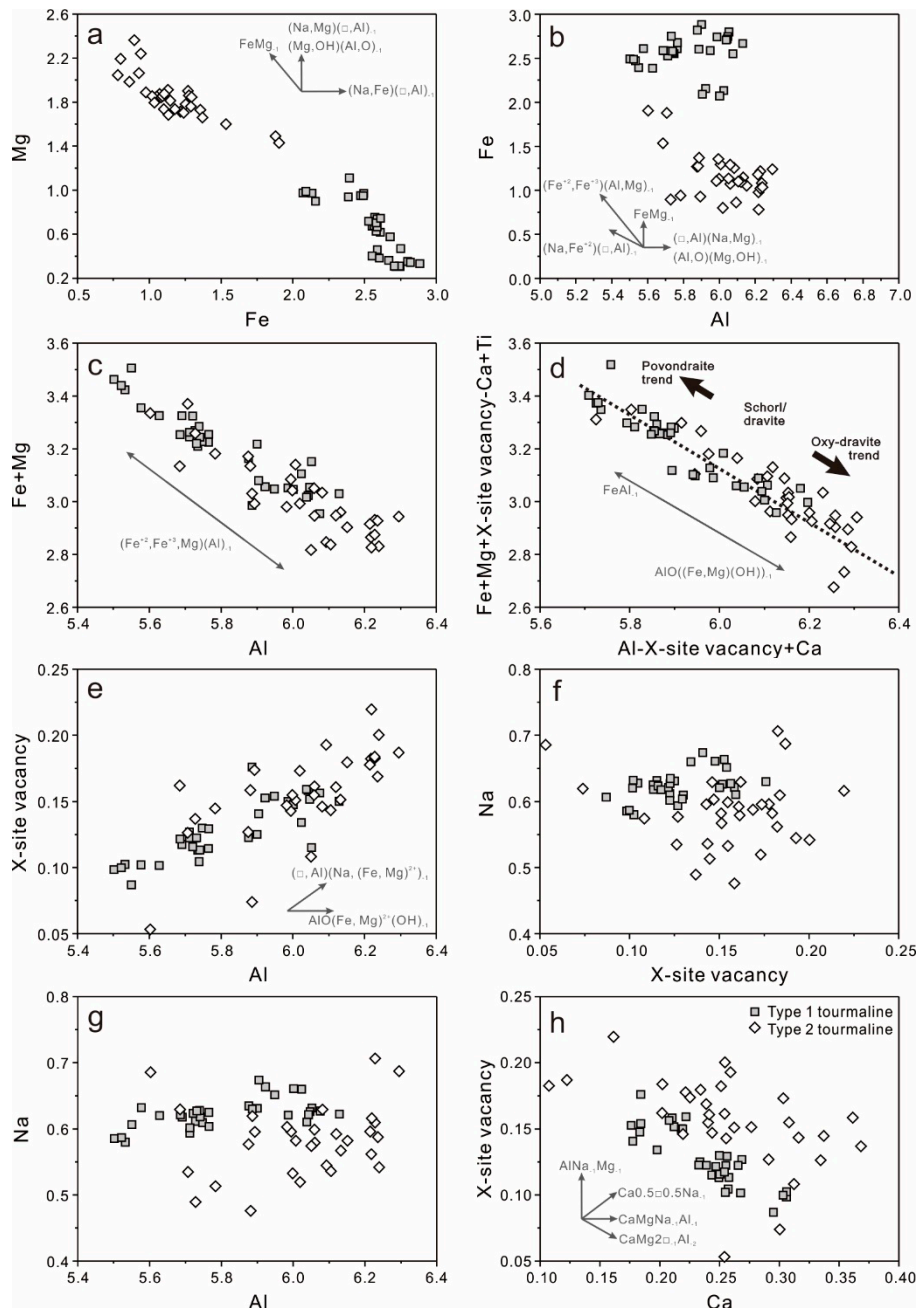 a
(Na,Mg)(□,Al)₋₁
FeMg₋₁
(Mg,OH)(Al,O)₋₁
(Na,Fe)(□,Al)₋₁
Mg
2.6
2.2
1.8
1.4
1.0
0.6
0.2
0.5
1.0
1.5
2.0
2.5
3.0
Fe
b
(Fe⁺²,Fe⁺³)(Al,Mg)₋₁
FeMg₋₁
(Na,Fe⁺²)(□,Al)₋₁
(□,Al)(Na,Mg)₋₁
(Al,O)(Mg,OH)₋₁
Fe
3.0
2.5
2.0
1.5
1.0
0.5
0.0
5.0
5.2
5.4
5.6
5.8
6.0
6.2
6.4
6.6
6.8
7.0
Al
c
(Fe⁺²,Fe⁺³,Mg)(Al)₋₁
Fe+Mg
3.6
3.4
3.2
3.0
2.8
2.6
5.4
5.6
5.8
6.0
6.2
6.4
Al
d
Povondraite
trend
Schorl/
dravite
Oxy-dravite
trend
FeAl₋₁
AlO((Fe,Mg)(OH))₋₁
Fe+Mg+X-site vacancy-Ca+Ti
3.6
3.4
3.2
3.0
2.8
2.6
5.6
5.8
6.0
6.2
6.4
Al-X-site vacancy+Ca
e
(□, Al)(Na, (Fe, Mg)²⁺)₋₁
AlO(Fe, Mg)²⁺(OH)₋₁
X-site vacancy
0.25
0.20
0.15
0.10
0.05
5.4
5.6
5.8
6.0
6.2
6.4
Al
f
Na
0.8
0.7
0.6
0.5
0.4
0.05
0.10
0.15
0.20
0.25
X-site vacancy
g
Na
0.8
0.7
0.6
0.5
0.4
5.4
5.6
5.8
6.0
6.2
6.4
Al
h
Type 1 tourmaline
Type 2 tourmaline
AlNa₋₁Mg₋₁
Ca0.5□0.5Na₋₁
CaMgNa₋₁Al₋₁
CaMg2□₋₁Al₋₂
X-site vacancy
0.25
0.20
0.15
0.10
0.05
0.10
0.15
0.20
0.25
0.30
0.35
0.40
Ca